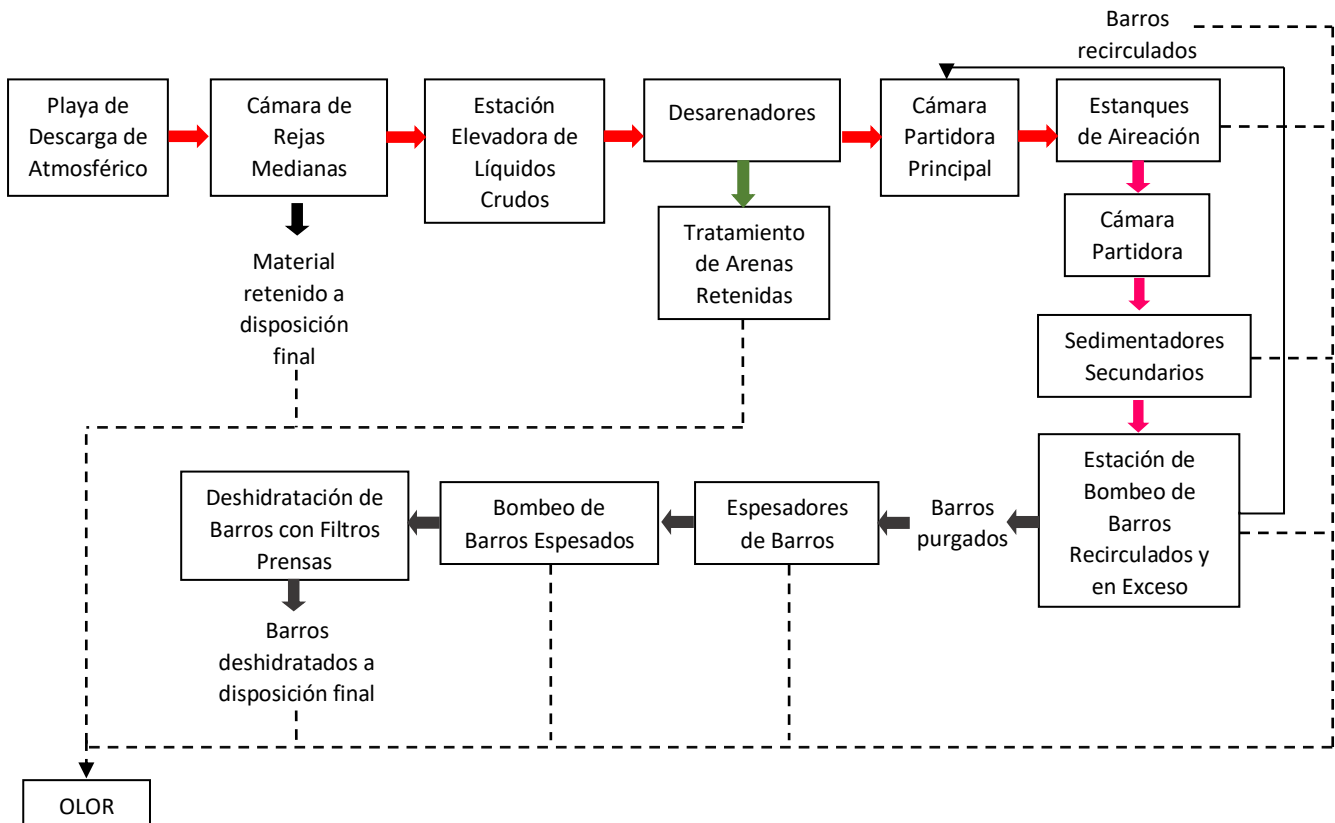 Barros
recirculados
Playa de
Descarga de
Atmosférico
Cámara de
Rejas
Medianas
Estación
Elevadora de
Líquidos
Crudos
Desarenadores
Cámara
Partidora
Principal
Estanques
de Aireación
Tratamiento
de Arenas
Retenidas
Cámara
Partidora
Material
retenido a
disposición
final
Sedimentadores
Secundarios
Estación de
Bombeo de
Barros
Recirculados y
en Exceso
Barros
purgados
Espesadores
de Barros
Bombeo de
Barros Espesados
Deshidratación de
Barros con Filtros
Prensas
Barros
deshidratados a
disposición final
OLOR